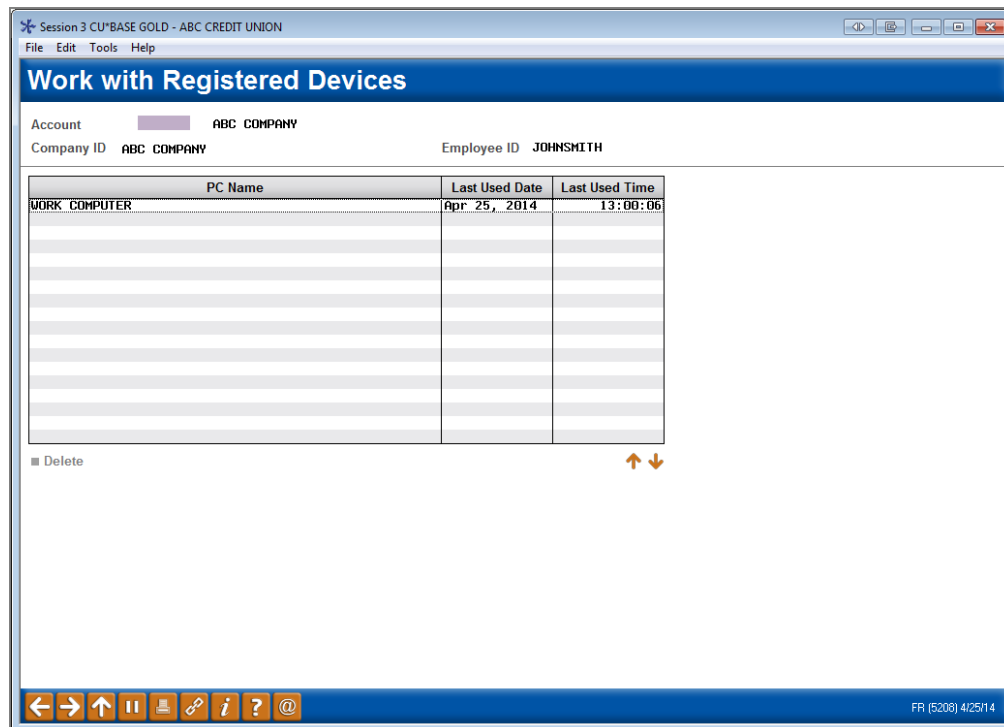 Session 3 CU*BASE GOLD - ABC CREDIT UNION
File Edit Tools Help
Work with Registered Devices
Account ABC COMPANY
Company ID ABC COMPANY Employee ID JOHNSMITH
PC Name Last Used Date Last Used Time
WORK COMPUTER Apr 25, 2014 13:00:06
Delete
i ? @
FR (5208) 4/25/14